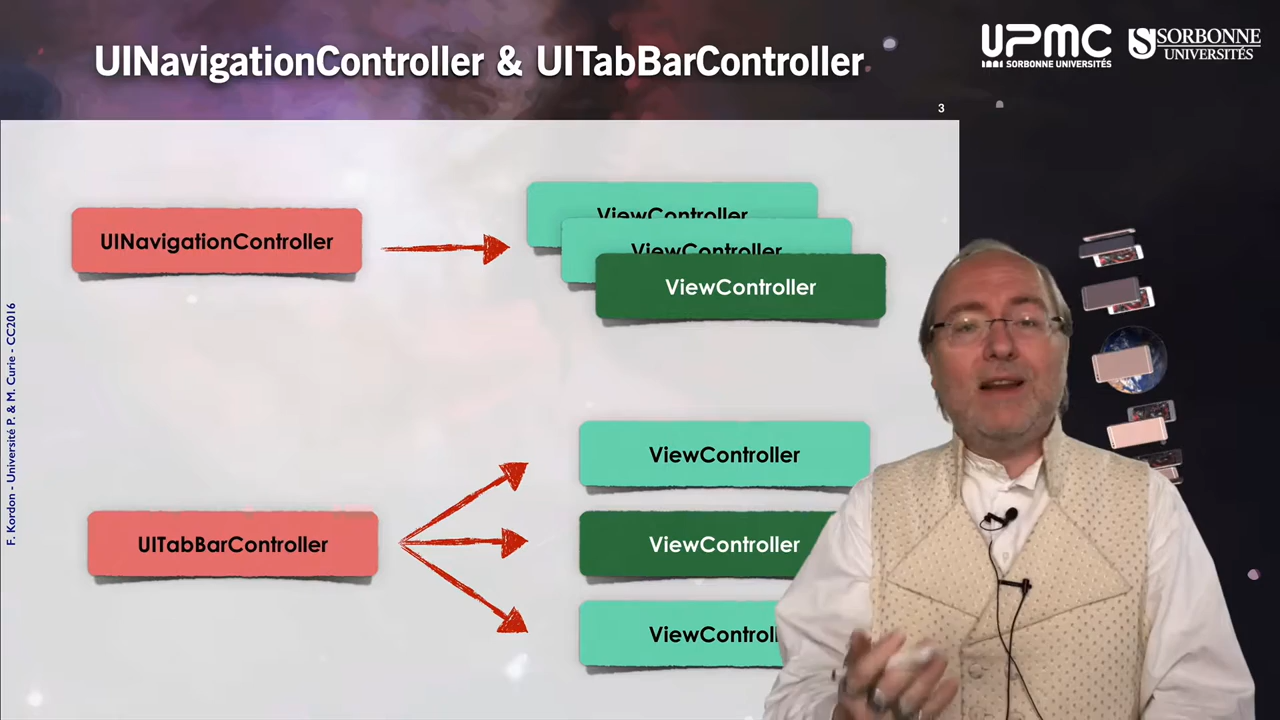 UINavigationController & UITabBarController
UPMC
SORBONNE UNIVERSITÉS
SORBONNE
UNIVERSITÉS
3
UINavigationController
ViewController
ViewController
ViewController
F. Kordon - Université P. & M. Curie - CC2016
UITabBarController
ViewController
ViewController
ViewControll